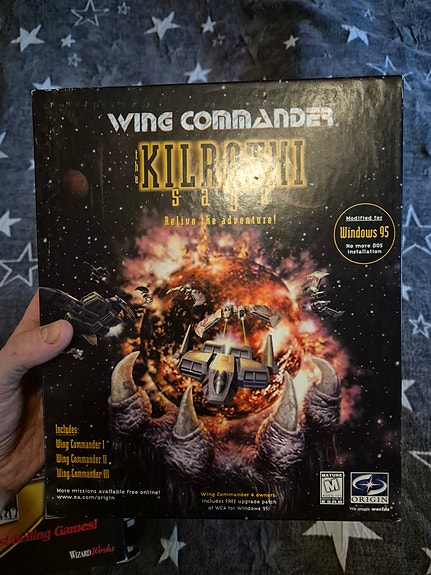 WING COMMANDER
the
KILRATHI
saga
Relive the adventure!
Modified for
Windows 95
No more DOS
installation
Includes:
Wing Commander I
Wing Commander II
Wing Commander III
More missions available free online!
www.ea.com/origin
Wing Commander 4 owners:
Includes FREE upgrade patch
of WC4 for Windows 95!
MATURE
M
ESRB
ORIGIN
We create worlds
ling Games!
WIZARDWorks